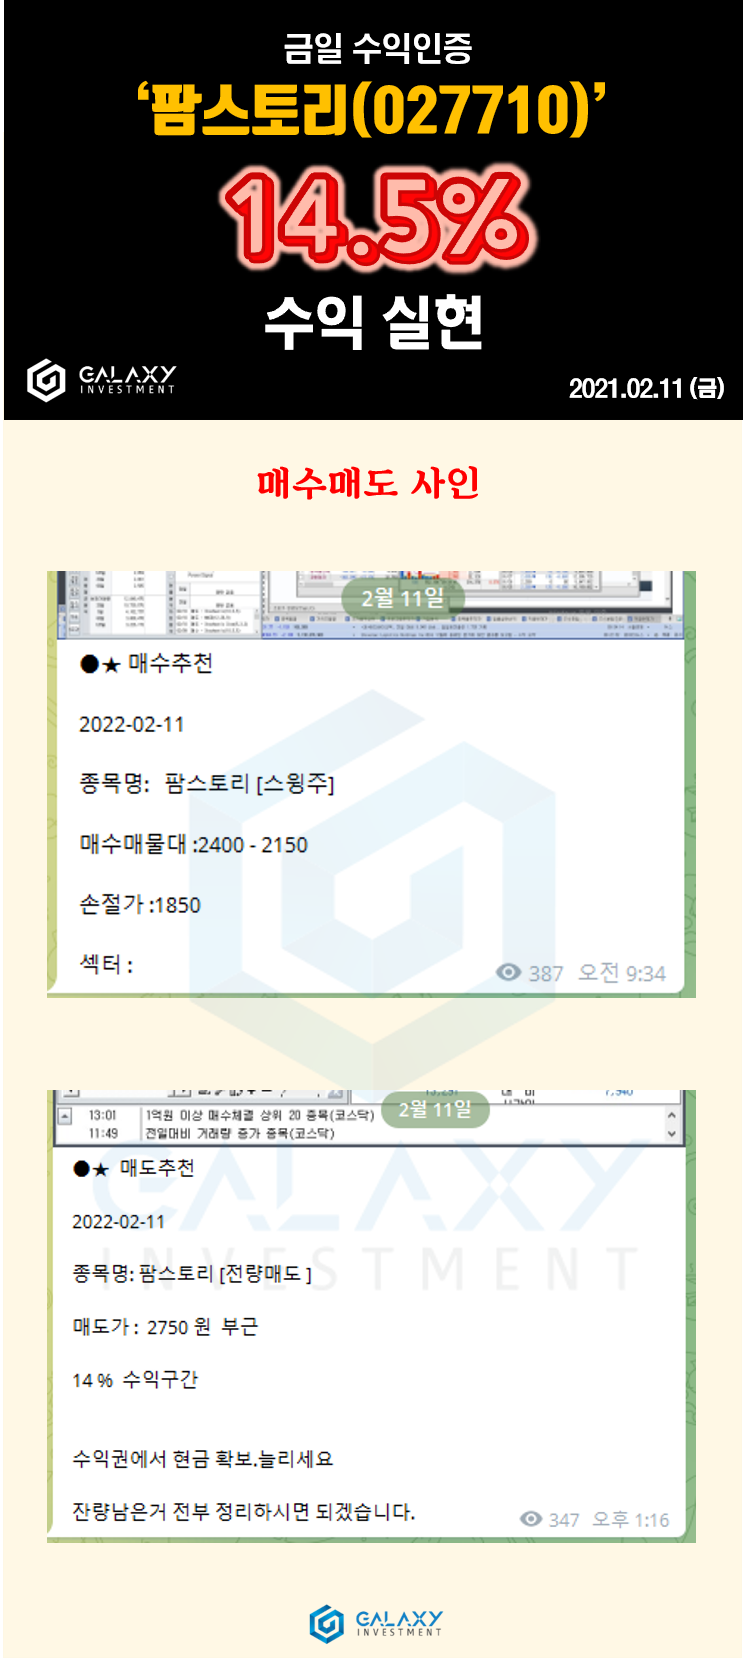 금일 수익인증
‘팜스토리(027710)’
14.5%
수익 실현
GALAXY
INVESTMENT
2021.02.11 (금)
매수매도 사인
2월 11일
●★ 매수추천
2022-02-11
종목명: 팜스토리 [스윙주]
매수매물대 :2400 - 2150
손절가 :1850
섹터 :
387 오전 9:34
2월 11일
13:01 1억원 이상 매수체결 상위 20 종목(코스닥)
11:49 전일대비 거래량 증가 종목(코스닥)
●★ 매도추천
2022-02-11
종목명: 팜스토리 [전량매도 ]
매도가 : 2750 원 부근
14 % 수익구간
수익권에서 현금 확보.늘리세요
잔량남은거 전부 정리하시면 되겠습니다.
347 오후 1:16
GALAXY
INVESTMENT
GALAXY
INVESTMENT